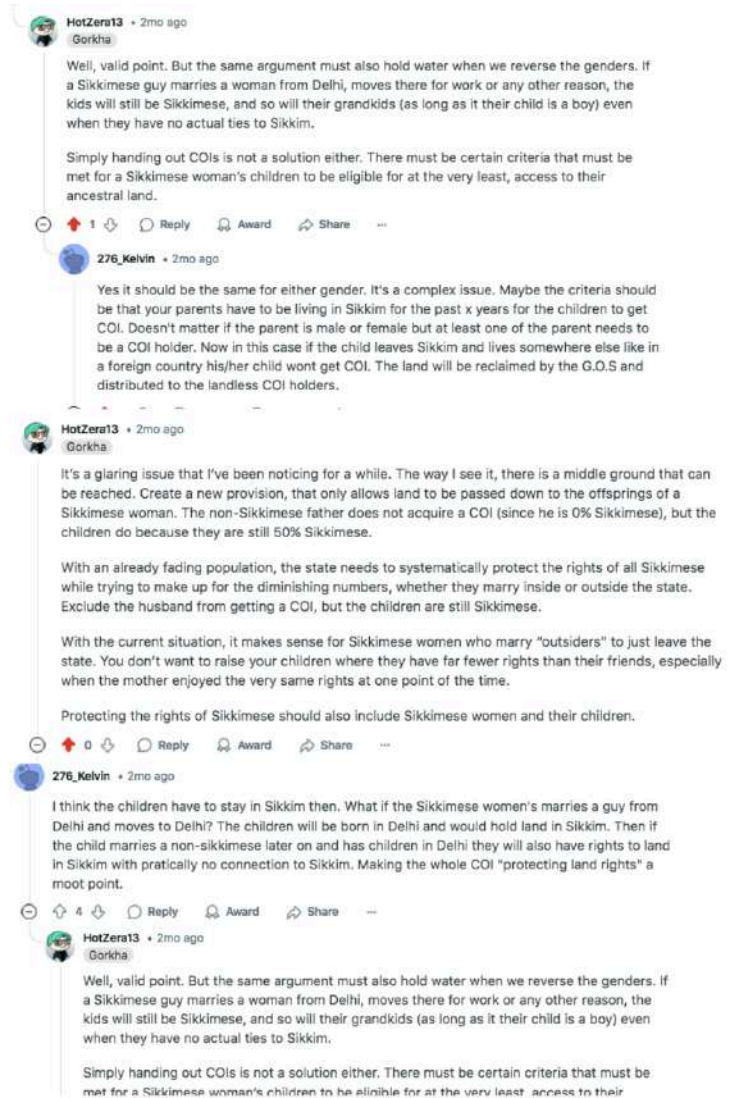 HotZera13 • 2mo ago
Gorkha
Well, valid point. But the same argument must also hold water when we reverse the genders. If
a Sikkimese guy marries a woman from Delhi, moves there for work or any other reason, the
kids will still be Sikkimese, and so will their grandkids (as long as it their child is a boy) even
when they have no actual ties to Sikkim.
Simply handing out COIs is not a solution either. There must be certain criteria that must be
met for a Sikkimese woman's children to be eligible for at the very least, access to their
ancestral land.
1 Reply Award Share ...
276_Kelvin • 2mo ago
Yes it should be the same for either gender. It's a complex issue. Maybe the criteria should
be that your parents have to be living in Sikkim for the past x years for the children to get
COI. Doesn't matter if the parent is male or female but at least one of the parent needs to
be a COI holder. Now in this case if the child leaves Sikkim and lives somewhere else like in
a foreign country his/her child wont get COI. The land will be reclaimed by the G.O.S and
distributed to the landless COI holders.
HotZera13 • 2mo ago
Gorkha
It's a glaring issue that I've been noticing for a while. The way I see it, there is a middle ground that can
be reached. Create a new provision, that only allows land to be passed down to the offsprings of a
Sikkimese woman. The non-Sikkimese father does not acquire a COI (since he is 0% Sikkimese), but the
children do because they are still 50% Sikkimese.
With an already fading population, the state needs to systematically protect the rights of all Sikkimese
while trying to make up for the diminishing numbers, whether they marry inside or outside the state.
Exclude the husband from getting a COI, but the children are still Sikkimese.
With the current situation, it makes sense for Sikkimese women who marry "outsiders" to just leave the
state. You don't want to raise your children where they have far fewer rights than their friends, especially
when the mother enjoyed the very same rights at one point of the time.
Protecting the rights of Sikkimese should also include Sikkimese women and their children.
0 Reply Award Share ...
276_Kelvin • 2mo ago
I think the children have to stay in Sikkim then. What if the Sikkimese women's marries a guy from
Delhi and moves to Delhi? The children will be born in Delhi and would hold land in Sikkim. Then if
the child marries a non-sikkimese later on and has children in Delhi they will also have rights to land
in Sikkim with pratically no connection to Sikkim. Making the whole COI "protecting land rights" a
moot point.
4 Reply Award Share ...
HotZera13 • 2mo ago
Gorkha
Well, valid point. But the same argument must also hold water when we reverse the genders. If
a Sikkimese guy marries a woman from Delhi, moves there for work or any other reason, the
kids will still be Sikkimese, and so will their grandkids (as long as it their child is a boy) even
when they have no actual ties to Sikkim.
Simply handing out COIs is not a solution either. There must be certain criteria that must be
met for a Sikkimese woman's children to be eligible for at the very least, access to their